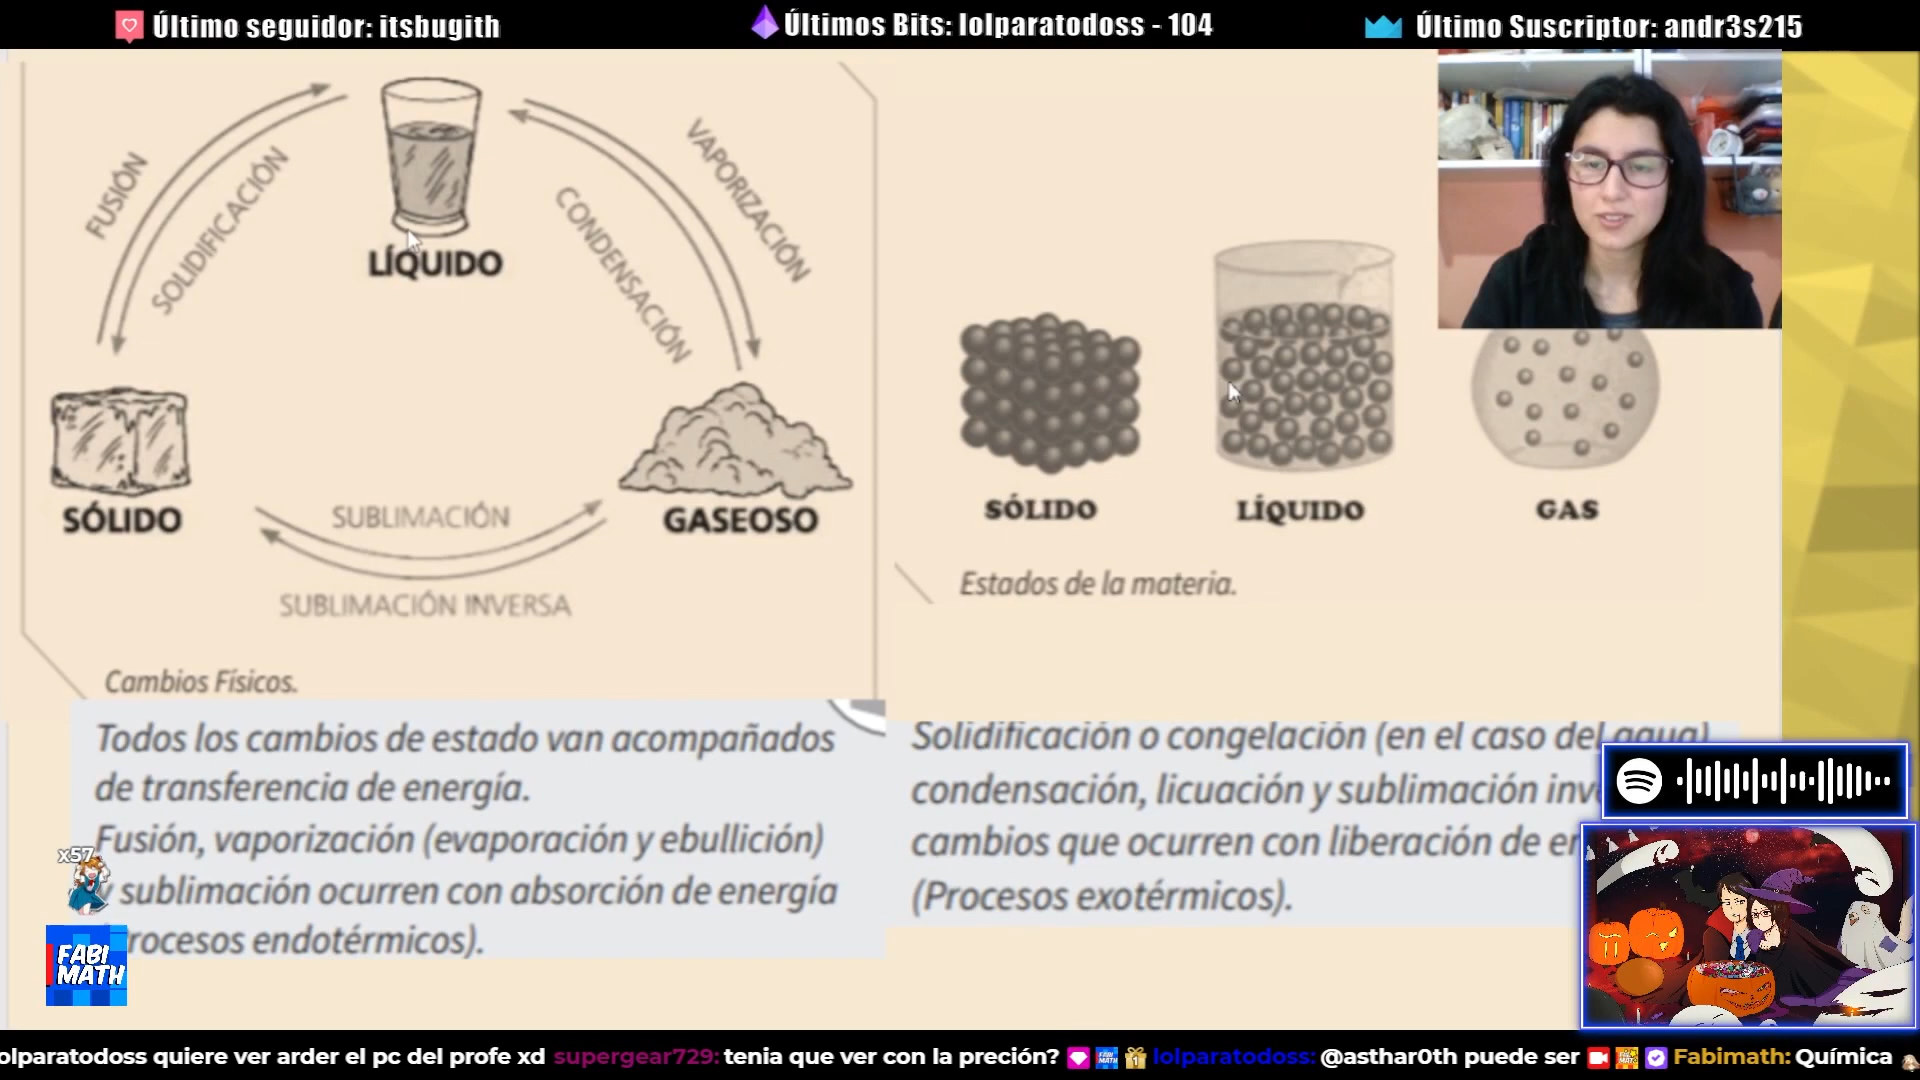 Último seguidor: itsbugith
Últimos Bits: lolparatodoss - 104
Último Suscriptor: andr3s215
FUSIÓN
SOLIDIFICACIÓN
LÍQUIDO
CONDENSACIÓN
VAPORIZACIÓN
SÓLIDO
SUBLIMACIÓN
GASEOSO
SUBLIMACIÓN INVERSA
Cambios Físicos.
SÓLIDO
LÍQUIDO
GAS
Estados de la materia.
Todos los cambios de estado van acompañados
de transferencia de energía.
Fusión, vaporización (evaporación y ebullición)
y sublimación ocurren con absorción de energía
rocesos endotérmicos).
Solidificación o congelación (en el caso del agua)
condensación, licuación y sublimación inv
cambios que ocurren con liberación de
(Procesos exotérmicos).
x57
FABI
MATH
olparatodoss quiere ver arder el pc del profe xd supergear729: tenia que ver con la preción? lolparatodoss: @asthar0th puede ser Fabimath: Química